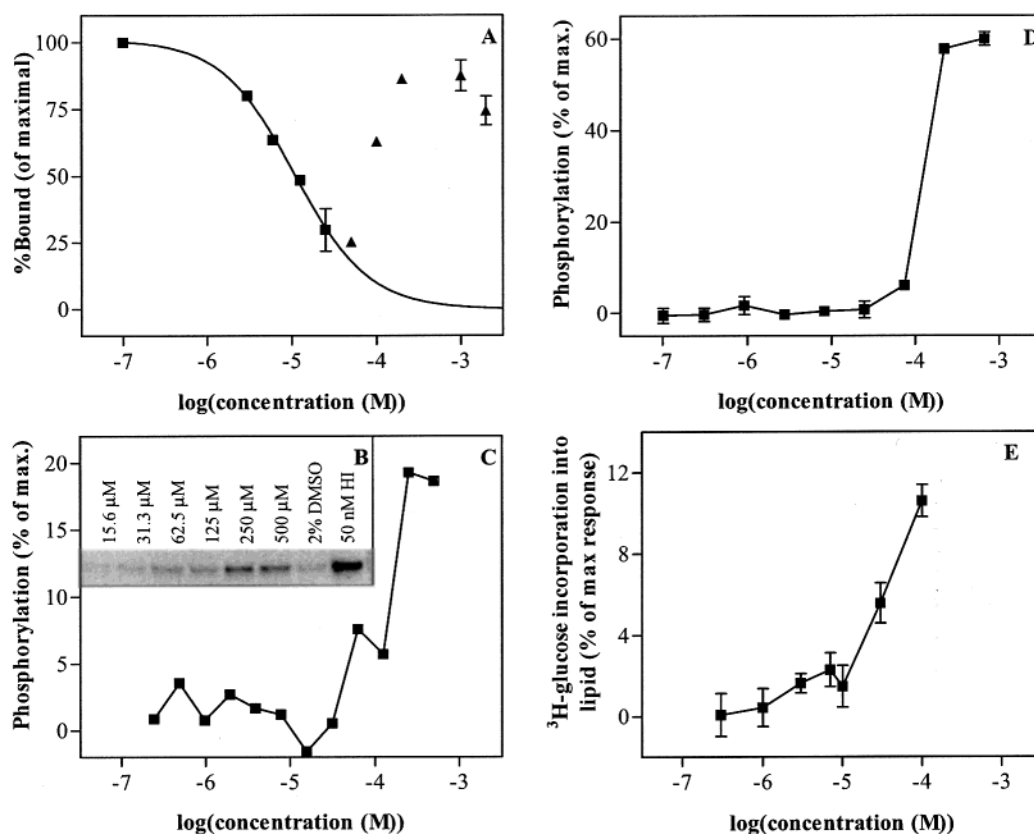 A
100
75
50
25
0
%Bound (of maximal)
-7 -6 -5 -4 -3
log(concentration (M))
D
60
40
20
0
Phosphorylation (% of max.)
-7 -6 -5 -4 -3
log(concentration (M))
B
15.6 µM
31.3 µM
62.5 µM
125 µM
250 µM
500 µM
2% DMSO
50 nM HI
C
20
15
10
5
0
Phosphorylation (% of max.)
-7 -6 -5 -4 -3
log(concentration (M))
E
12
8
4
0
³H-glucose incorporation into
lipid (% of max response)
-7 -6 -5 -4 -3
log(concentration (M))